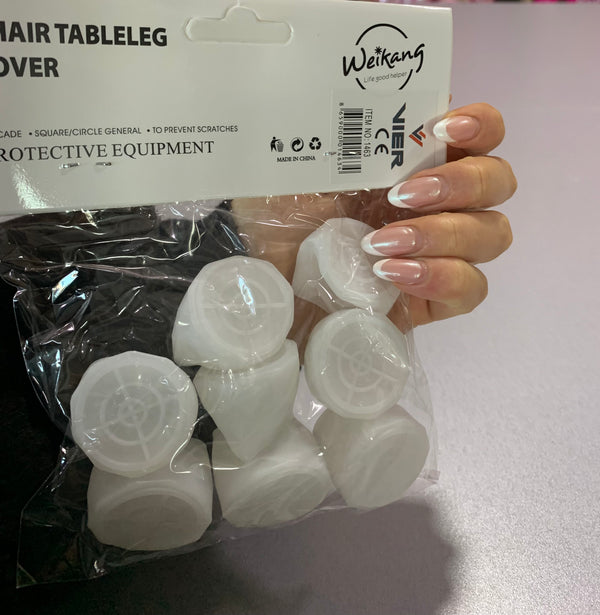 HAIR TABLELEG
OVER
Weikang
Life good helper
CADE • SQUARE/CIRCLE GENERAL • TO PREVENT SCRATCHES
ROTECTIVE EQUIPMENT
MADE IN CHINA
ITEM NO: 1463
CE
VIER